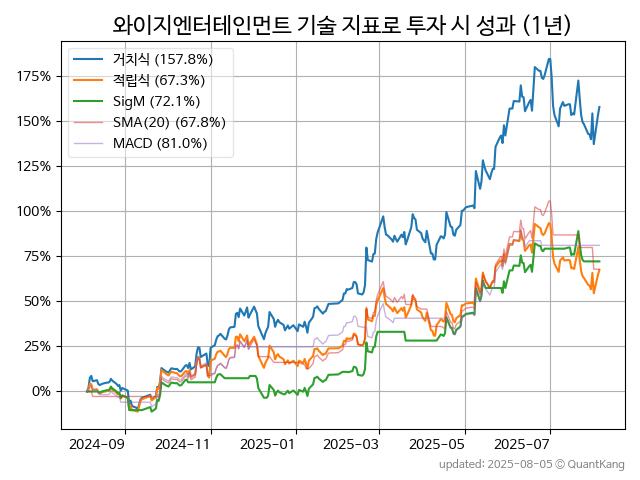 와이지엔터테인먼트 기술 지표로 투자 시 성과 (1년)
거치식 (157.8%)
적립식 (67.3%)
SigM (72.1%)
SMA(20) (67.8%)
MACD (81.0%)
175%
150%
125%
100%
75%
50%
25%
0%
2024-09 2024-11 2025-01 2025-03 2025-05 2025-07
updated: 2025-08-05 ⓒ QuantKang